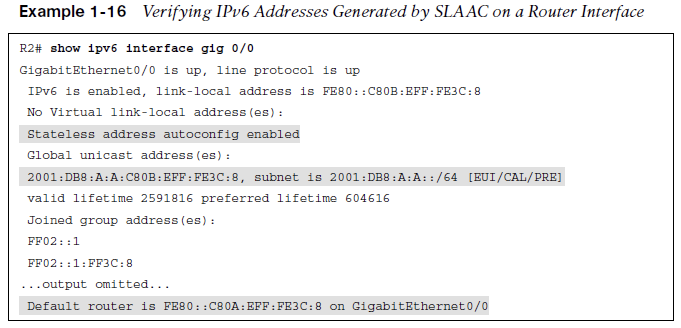 Example 1-16 Verifying IPv6 Addresses Generated by SLAAC on a Router Interface
R2# show ipv6 interface gig 0/0
GigabitEthernet0/0 is up, line protocol is up
IPv6 is enabled, link-local address is FE80::C80B:EFF:FE3C:8
No Virtual link-local address(es):
Stateless address autoconfig enabled
Global unicast address(es):
2001:DB8:A:A:C80B:EFF:FE3C:8, subnet is 2001:DB8:A:A::/64 [EUI/CAL/PRE]
valid lifetime 2591816 preferred lifetime 604616
Joined group address(es):
FF02::1
FF02::1:FF3C:8
...output omitted...
Default router is FE80::C80A:EFF:FE3C:8 on GigabitEthernet0/0